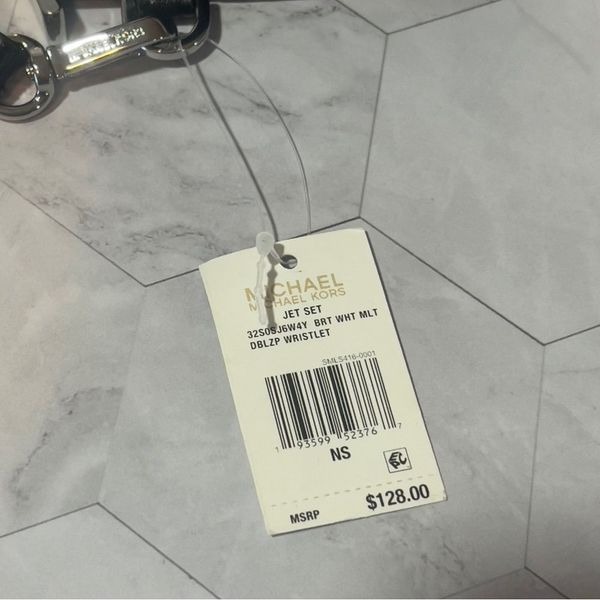 MICHAEL
MICHAEL KORS
JET SET
32S0SJ6W4Y BRT WHT MLT
DBLZP WRISTLET
SMLS416-0001
1 93599 52376 7
NS
MSRP $128.00